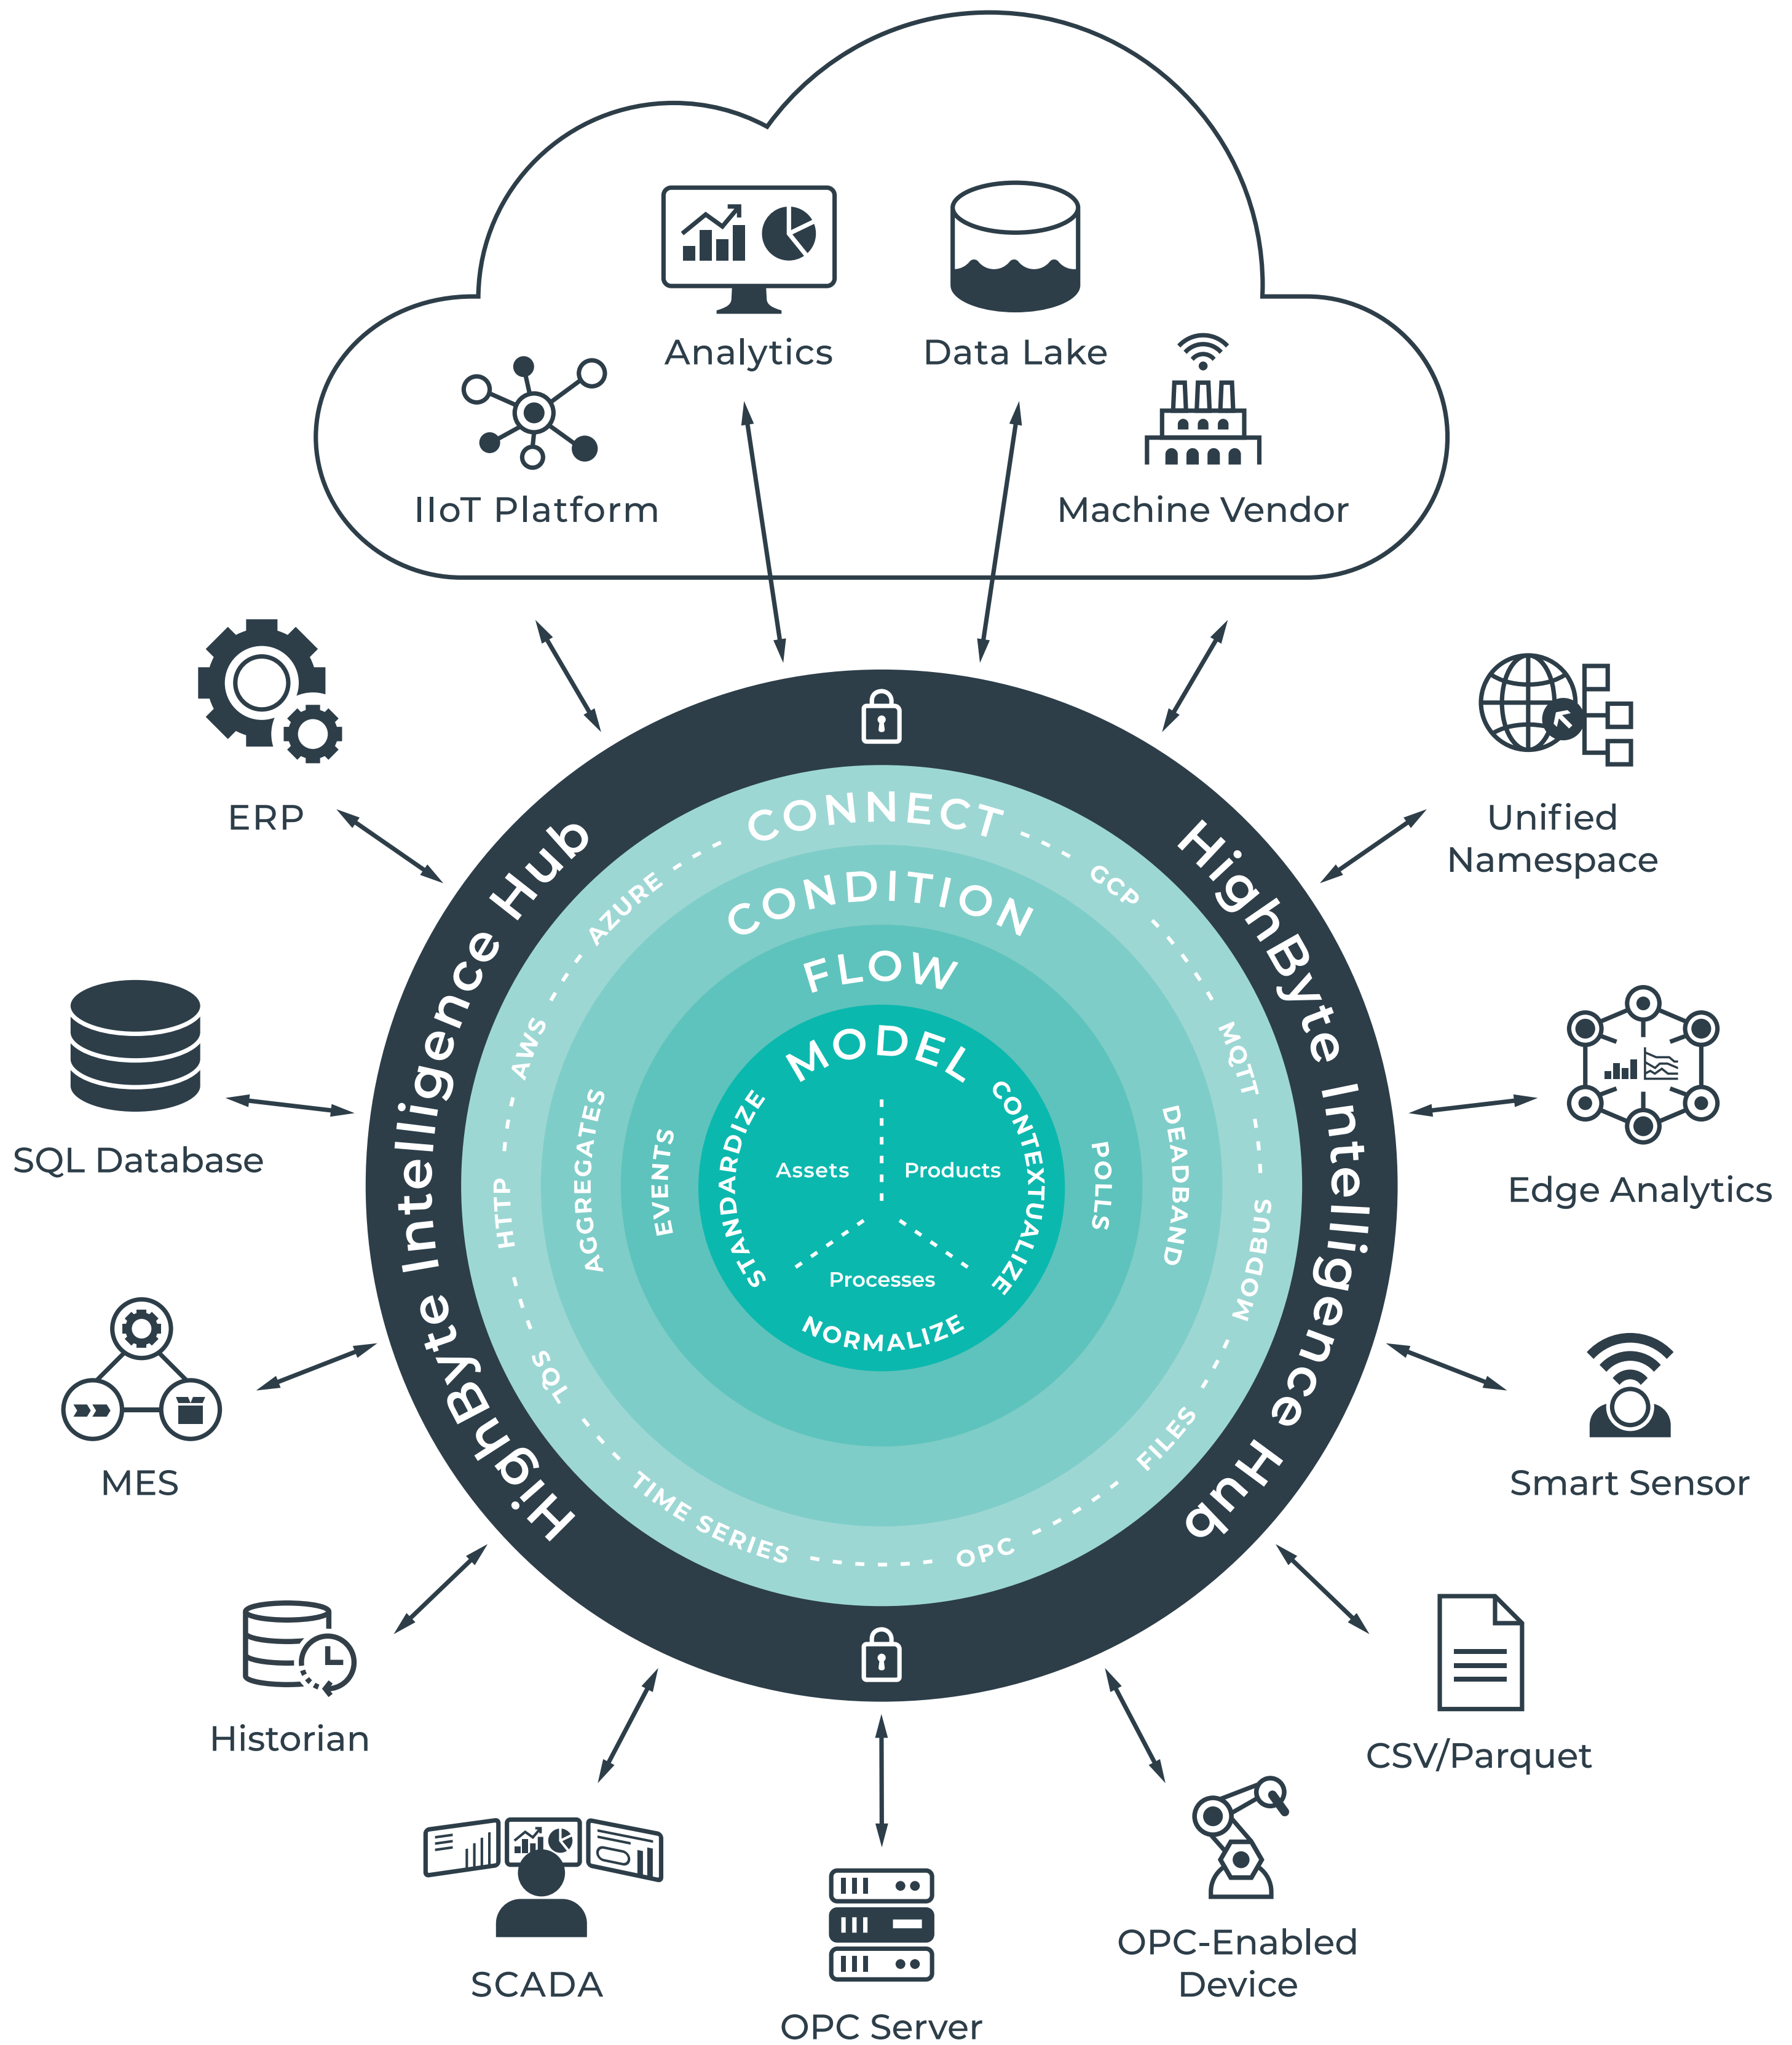 Analytics
Data Lake
IIoT Platform
Machine Vendor
ERP
Unified
Namespace
SQL Database
Edge Analytics
MES
Smart Sensor
Historian
CSV/Parquet
SCADA
OPC-Enabled
Device
OPC Server
HighByte Intelligence Hub
HighByte Intelligence Hub
CONNECT
AZURE
GCP
AWS
MQTT
HTTP
MODBUS
SQL
FILES
TIME SERIES
OPC
CONDITION
AGGREGATES
DEADBAND
FLOW
EVENTS
POLLS
MODEL
STANDARDIZE
CONTEXTUALIZE
NORMALIZE
Assets
Products
Processes